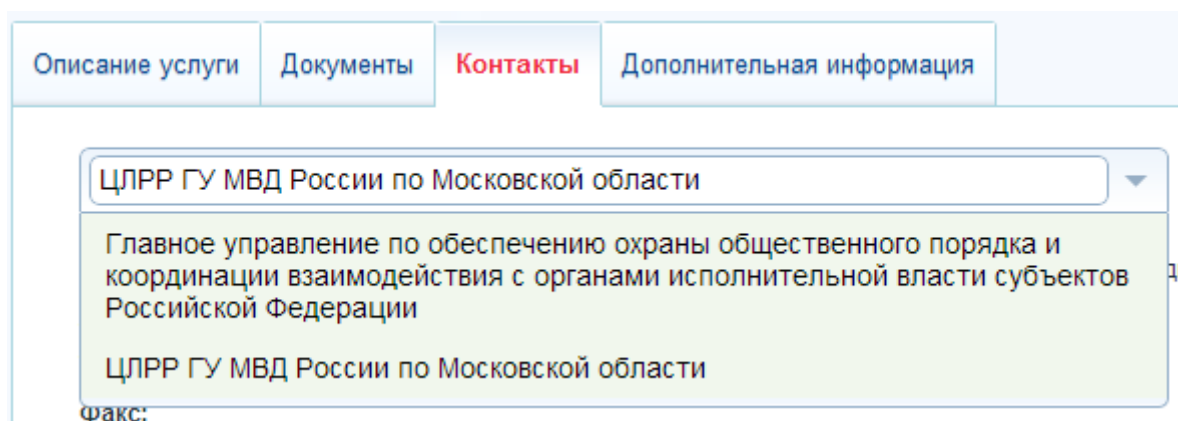 Описание услуги
Документы
Контакты
Дополнительная информация
ЦЛРР ГУ МВД России по Московской области
Главное управление по обеспечению охраны общественного порядка и
координации взаимодействия с органами исполнительной власти субъектов
Российской Федерации
ЦЛРР ГУ МВД России по Московской области
Факс: